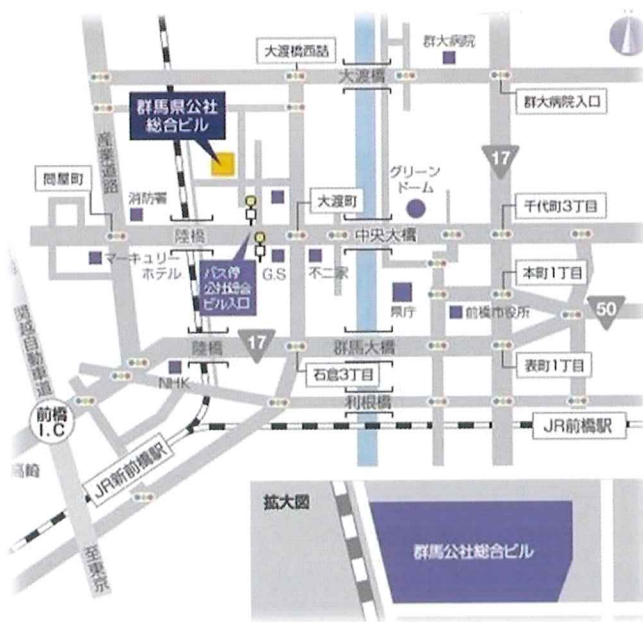 群大病院
大渡橋西詰
大渡橋
群大病院入口
群馬県公社
総合ビル
17
産業道路
問屋町
消防署
グリーン
ドーム
大渡町
千代町3丁目
陸橋
中央大橋
マーキュリー
ホテル
バス停
公社総合
ビル入口
G.S
不二家
本町1丁目
県庁
前橋市役所
50
関越自動車道
17
陸橋
群馬大橋
NHK
石倉3丁目
表町1丁目
利根橋
前橋
I.C
JR前橋駅
高崎
JR新前橋駅
至東京
拡大図
群馬公社総合ビル